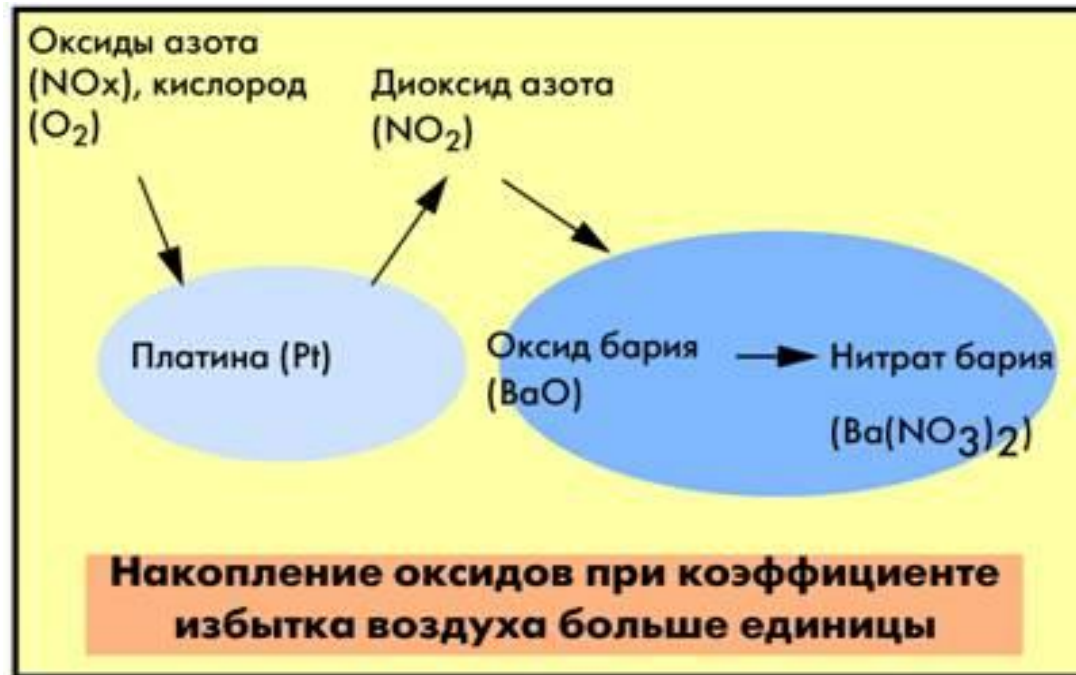 Оксиды азота
(NOx), кислород
(O₂)
Диоксид азота
(NO₂)
Платина (Pt)
Оксид бария
(BaO)
Нитрат бария
(Ba(NO₃)₂)
Накопление оксидов при коэффициенте
избытка воздуха больше единицы